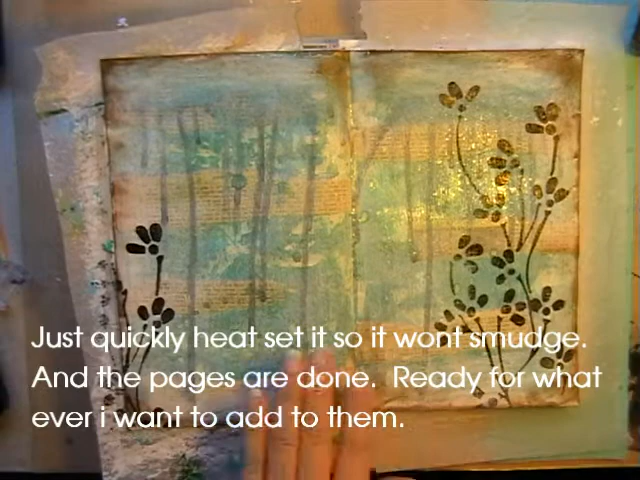 Just quickly heat set it so it wont smudge.
And the pages are done. Ready for what
ever i want to add to them.